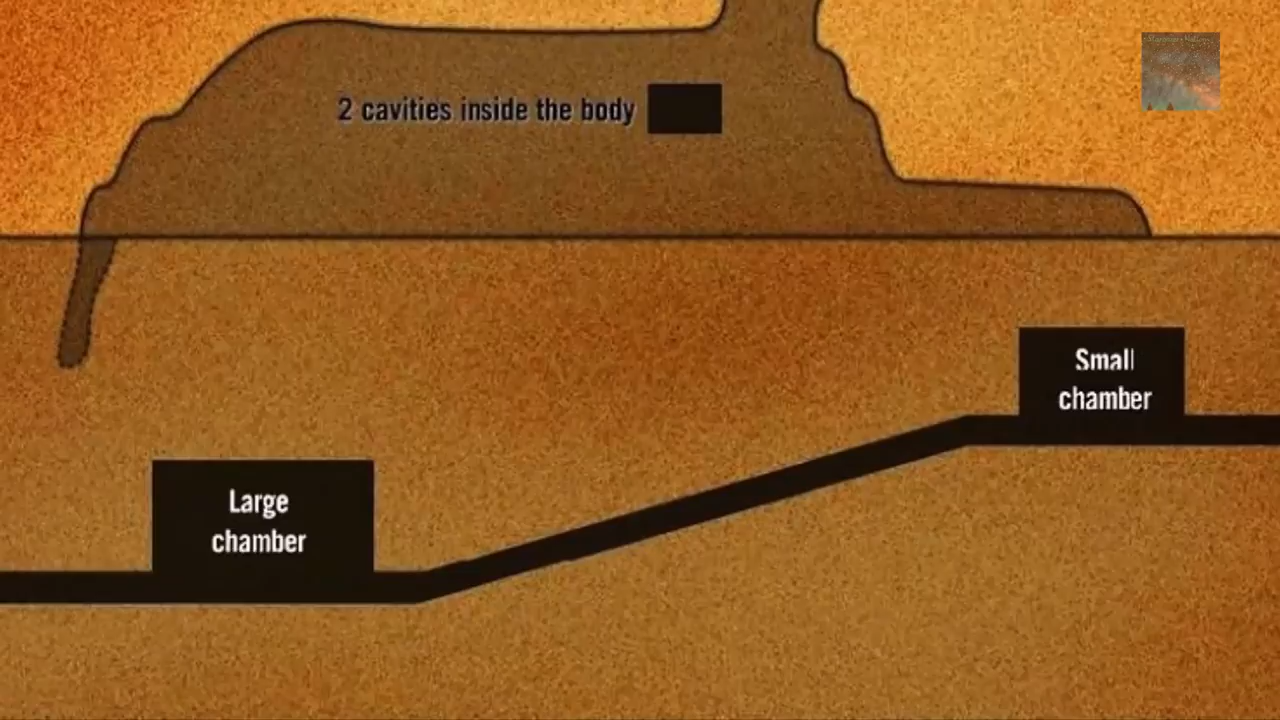 2 cavities inside the body
Small
chamber
Large
chamber